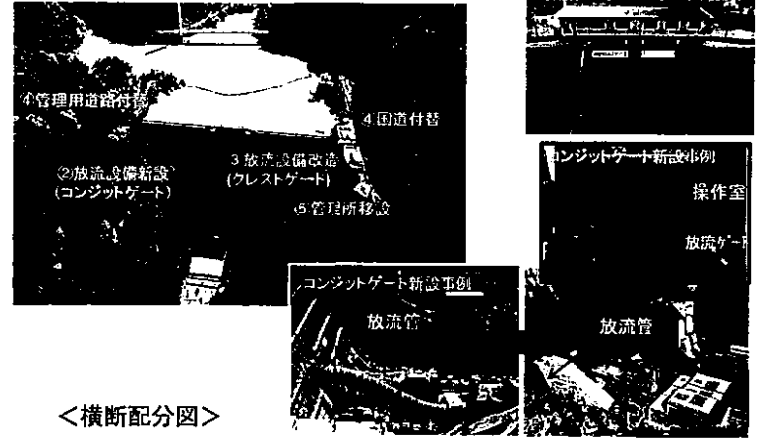 ①管理用道路付替
④国道付替
②放流設備新設
(コンジットゲート)
3 放流設備改造
(クレストゲート)
⑤管理所移設
コンジットゲート新設事例
操作室
放流ゲート
コンジットゲート新設事例
放流管
放流管
＜横断配分図＞